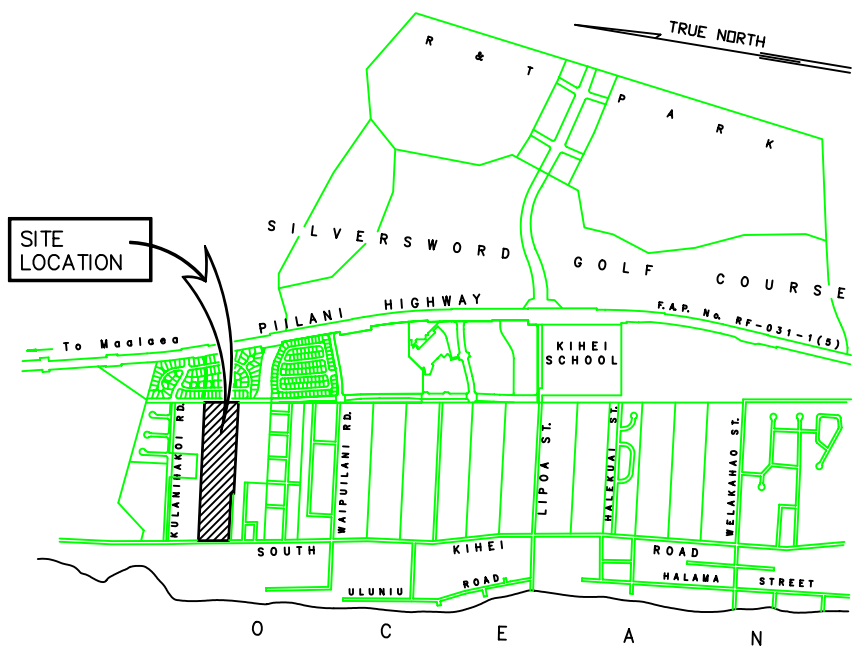 TRUE NORTH
R & T PARK
SITE
LOCATION
SILVERSWORD GOLF COURSE
PIILANI HIGHWAY
F.A.P. No. RF-031-1(5)
To Maalaea
KIHEI
SCHOOL
KULANIHAKOI RD.
WAIPUILANI RD.
LIPOA ST.
HALEKUAI ST.
WELAKAHAO ST.
SOUTH KIHEI ROAD
ULUNIU ROAD
HALAMA STREET
OCEAN